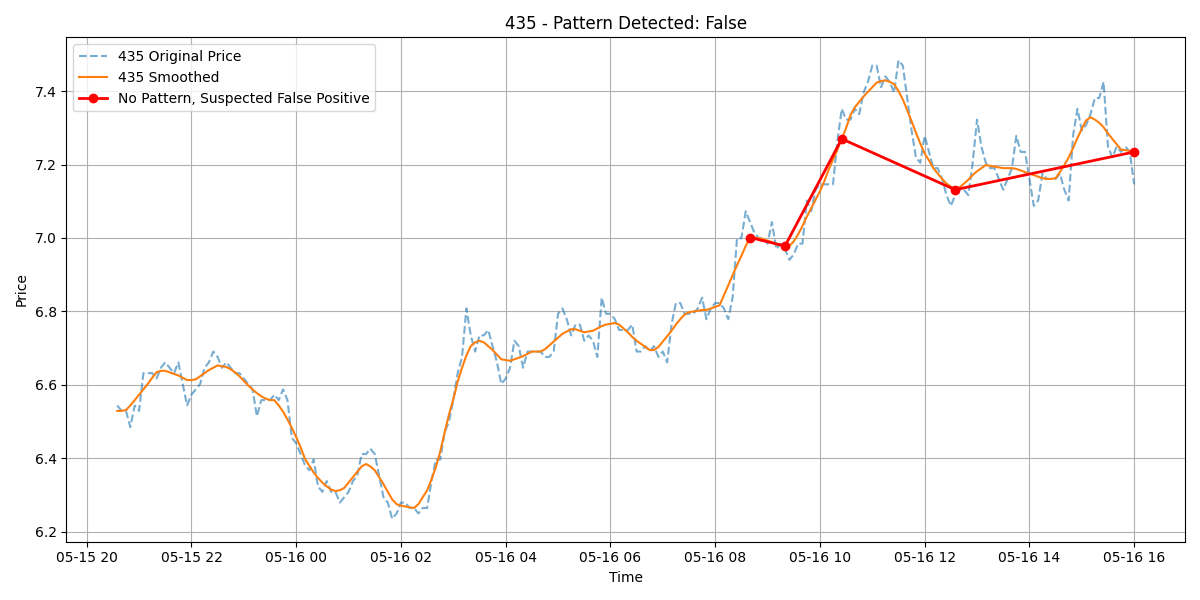 435 - Pattern Detected: False
435 Original Price
435 Smoothed
No Pattern, Suspected False Positive
Price
7.4
7.2
7.0
6.8
6.6
6.4
6.2
05-15 20 05-15 22 05-16 00 05-16 02 05-16 04 05-16 06 05-16 08 05-16 10 05-16 12 05-16 14 05-16 16
Time